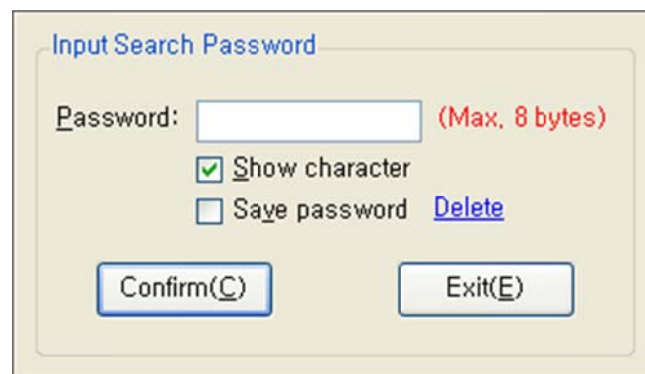 Input Search Password
Password: (Max, 8 bytes)
Show character
Save password Delete
Confirm(C) Exit(E)